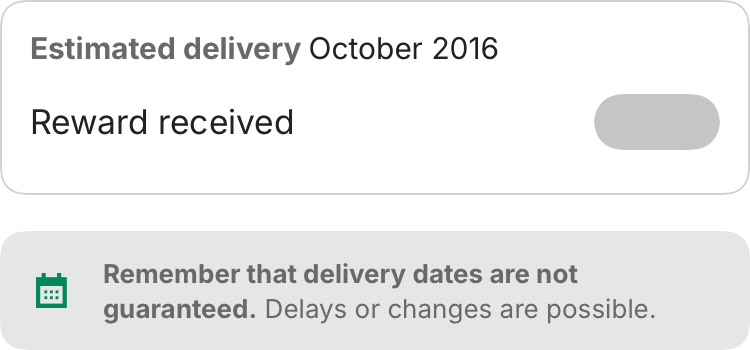 Estimated delivery October 2016
Reward received
Remember that delivery dates are not
guaranteed. Delays or changes are possible.